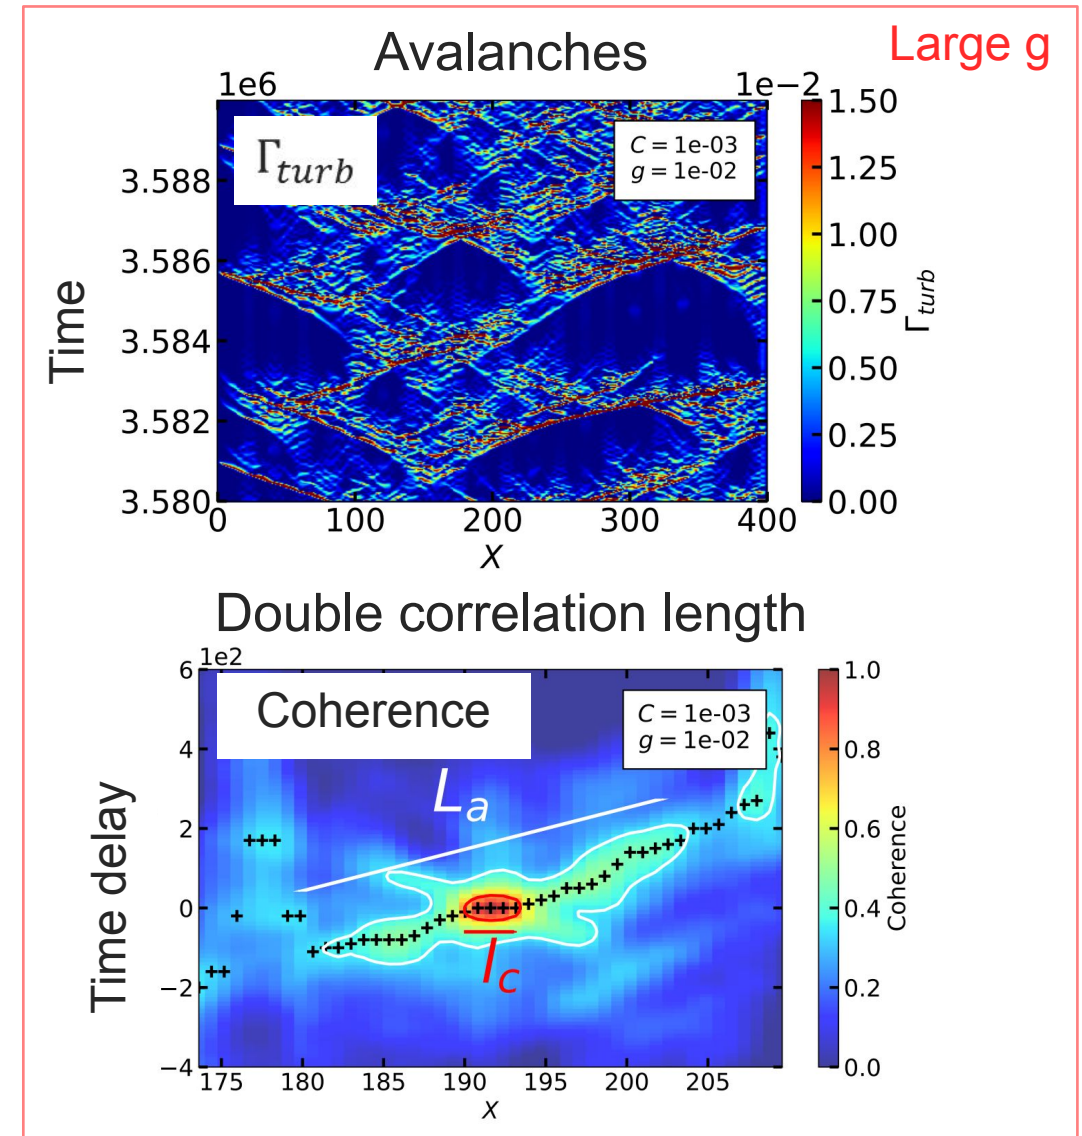 Large g
Avalanches
1e6
1e−2
Γ_turb
C = 1e-03
g = 1e-02
3.588
3.586
3.584
3.582
3.580
Time
0 100 200 300 400
X
1.50
1.25
1.00
0.75
0.50
0.25
0.00
Γ_turb
Double correlation length
1e2
Coherence
C = 1e-03
g = 1e-02
L_a
l_c
6
4
2
0
−2
−4
Time delay
175 180 185 190 195 200 205
X
1.0
0.8
0.6
0.4
0.2
0.0
Coherence